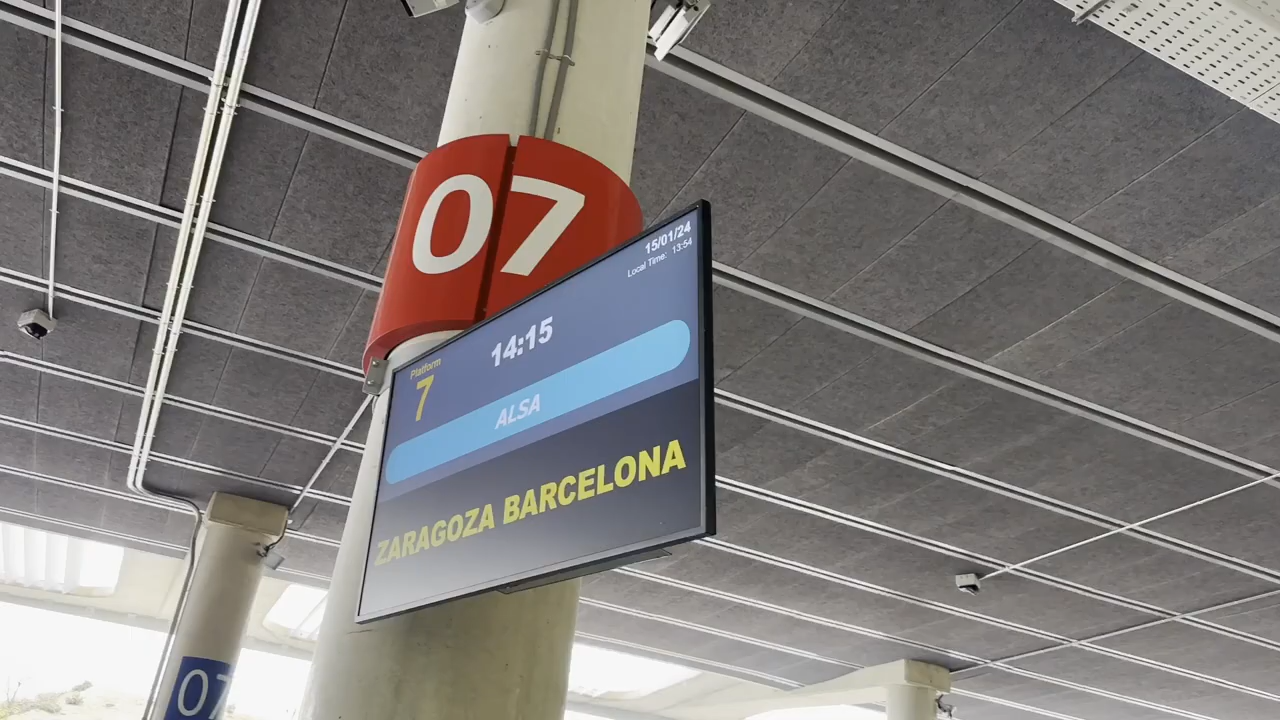 07
15/01/24
Local Time: 13:54
Platform
7
14:15
ALSA
ZARAGOZA BARCELONA
07